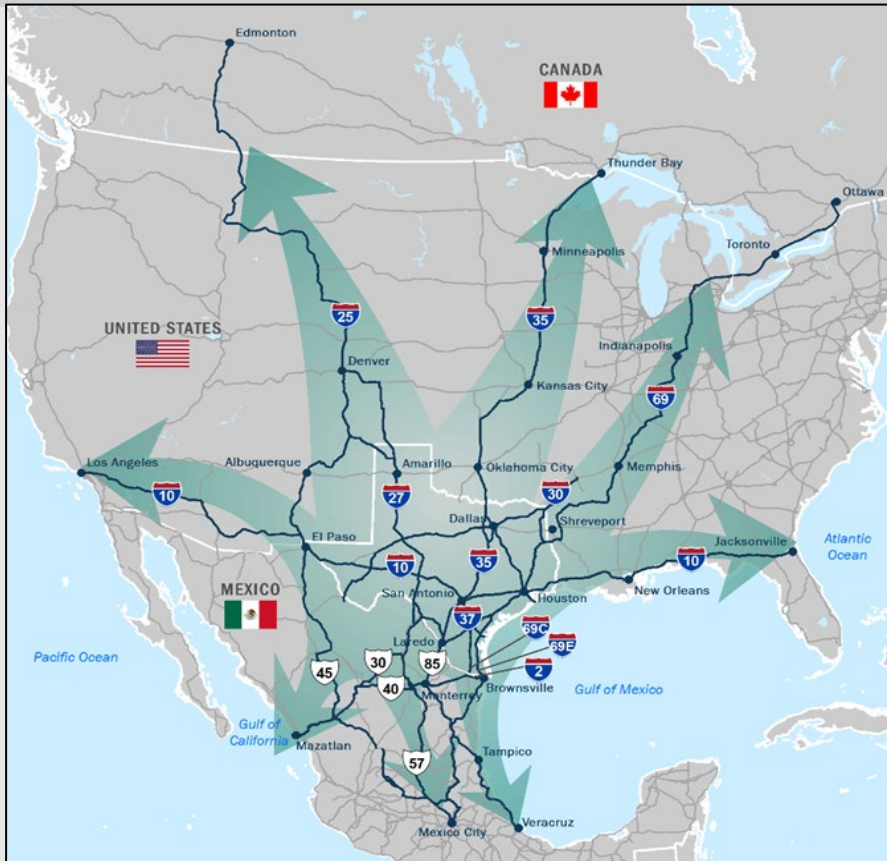 Edmonton
CANADA
Thunder Bay
Ottawa
Minneapolis
Toronto
25
35
UNITED STATES
Indianapolis
Denver
Kansas City
69
Los Angeles
Albuquerque
Amarillo
Oklahoma City
Memphis
10
27
30
Dallas
Shreveport
El Paso
Jacksonville
Atlantic
Ocean
10
35
10
MEXICO
San Antonio
Houston
New Orleans
37
Laredo
69C
69E
Pacific Ocean
45
30
85
2
40
Monterrey
Brownsville
Gulf of Mexico
Gulf of
California
Mazatlan
57
Tampico
Mexico City
Veracruz